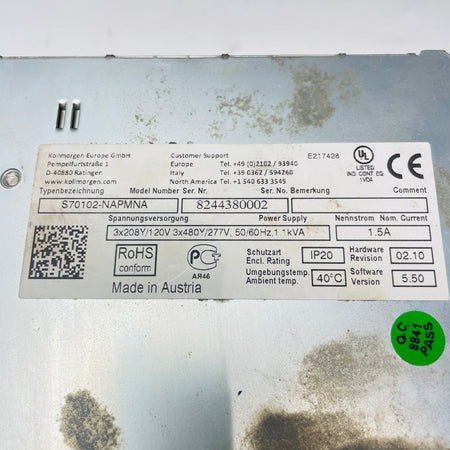 Kollmorgen Europe GmbH
Pempelfurtstraße 1
D-40880 Ratingen
www.kollmorgen.com
Customer Support
Europe Tel. +49 (0)2102 / 93940
Italy Tel. +39 0362 / 594260
North America Tel. +1 540 633 3545
E217428
UL
LISTED
IND. CONT. EQ.
1VD4
CE
Typenbezeichnung Model Number Ser. Nr. Ser. No. Bemerkung Comment
S70102-NAPMNA 8244380002
Spannungsversorgung Power Supply Nennstrom Nom. Current
3x208Y/120V 3x480Y/277V, 50/60Hz,1.1kVA 1.5A
RoHS
conform
АЯ46
Made in Austria
Schutzart
Encl. Rating
IP20
Hardware
Revision
02.10
Umgebungstemp.
Ambient temp.
40°C
Software
Version
5.50
Q.C.
8841
PASS